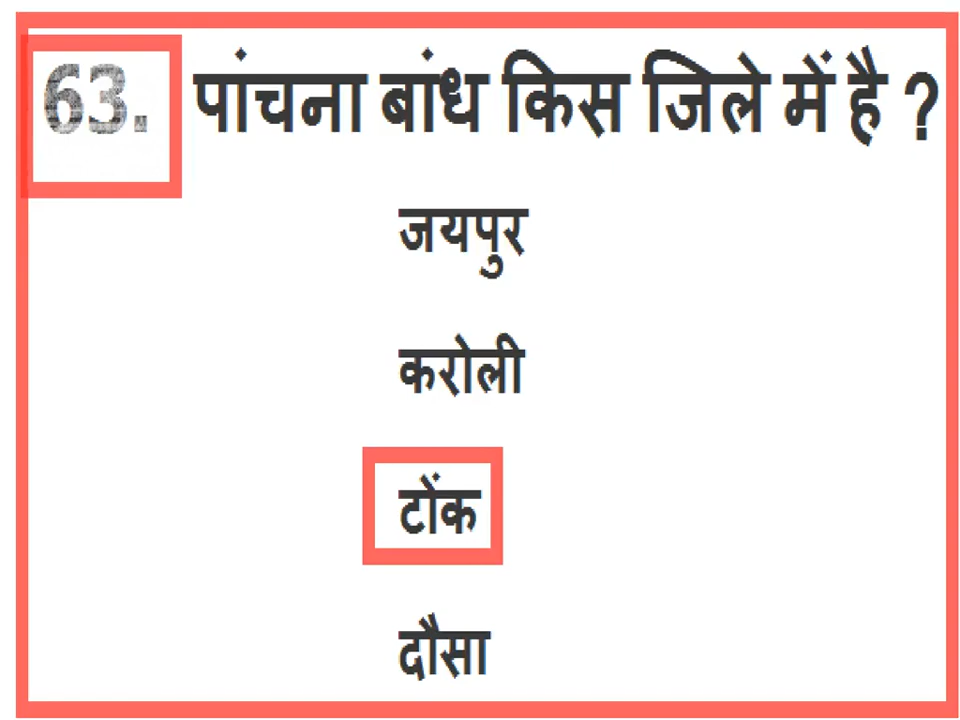 63. पांचना बांध किस जिले में है ?
जयपुर
करोली
टोंक
दौसा